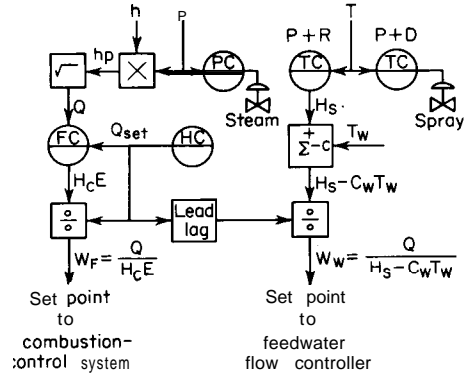 h
P
T
P+R
P+D
hp
√
×
PC
TC
TC
Steam
Spray
Q
Hs
FC
Qset
HC
+
Σ -C
Tw
HcE
Hs-CwTw
÷
Lead
lag
÷
WF = Q / HcE
Ww = Q / Hs-CwTw
Set point
to
combustion-
control system
Set point
to
feedwater
flow controller